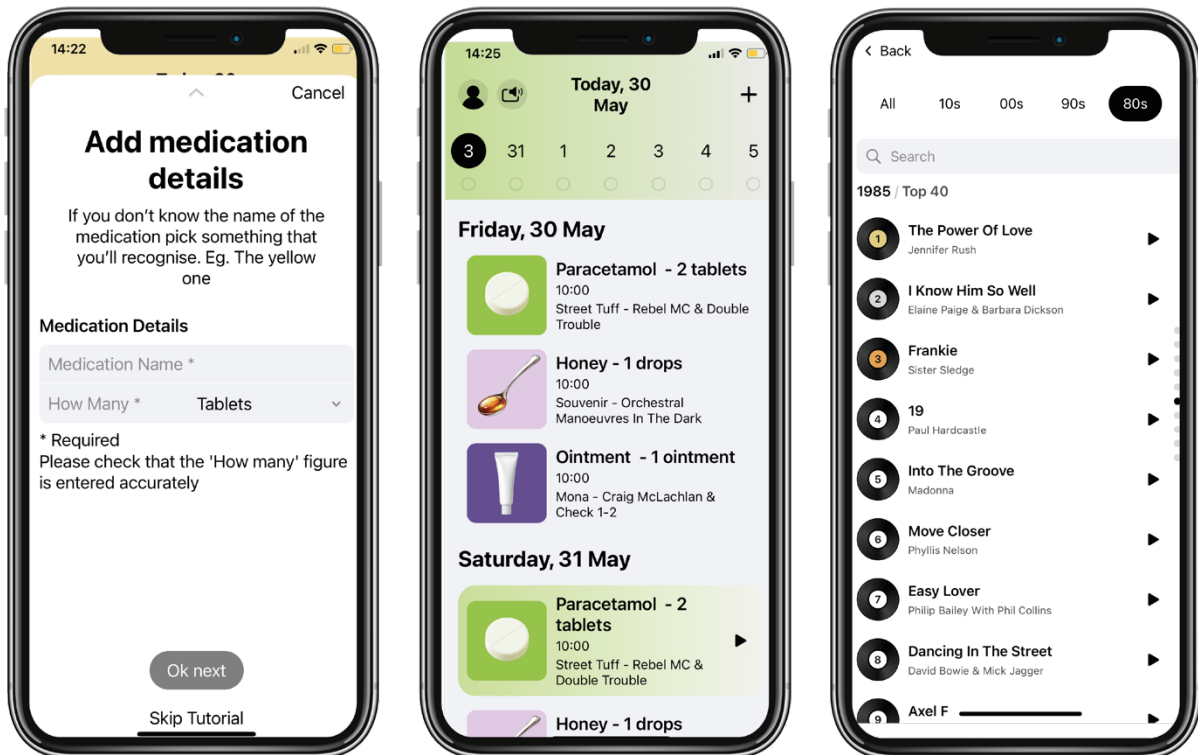 14:22
Cancel
Add medication
details
If you don't know the name of the
medication pick something that
you'll recognise. Eg. The yellow
one
Medication Details
Medication Name *
How Many * Tablets
* Required
Please check that the 'How many' figure
is entered accurately
Ok next
Skip Tutorial
14:25
Today, 30
May
3 31 1 2 3 4 5
Friday, 30 May
Paracetamol - 2 tablets
10:00
Street Tuff - Rebel MC & Double
Trouble
Honey - 1 drops
10:00
Souvenir - Orchestral
Manoeuvres In The Dark
Ointment - 1 ointment
10:00
Mona - Craig McLachlan &
Check 1-2
Saturday, 31 May
Paracetamol - 2
tablets
10:00
Street Tuff - Rebel MC &
Double Trouble
Honey - 1 drops
Back
All 10s 00s 90s 80s
Search
1985 / Top 40
1 The Power Of Love
Jennifer Rush
2 I Know Him So Well
Elaine Paige & Barbara Dickson
3 Frankie
Sister Sledge
4 19
Paul Hardcastle
5 Into The Groove
Madonna
6 Move Closer
Phyllis Nelson
7 Easy Lover
Philip Bailey With Phil Collins
8 Dancing In The Street
David Bowie & Mick Jagger
9 Axel F